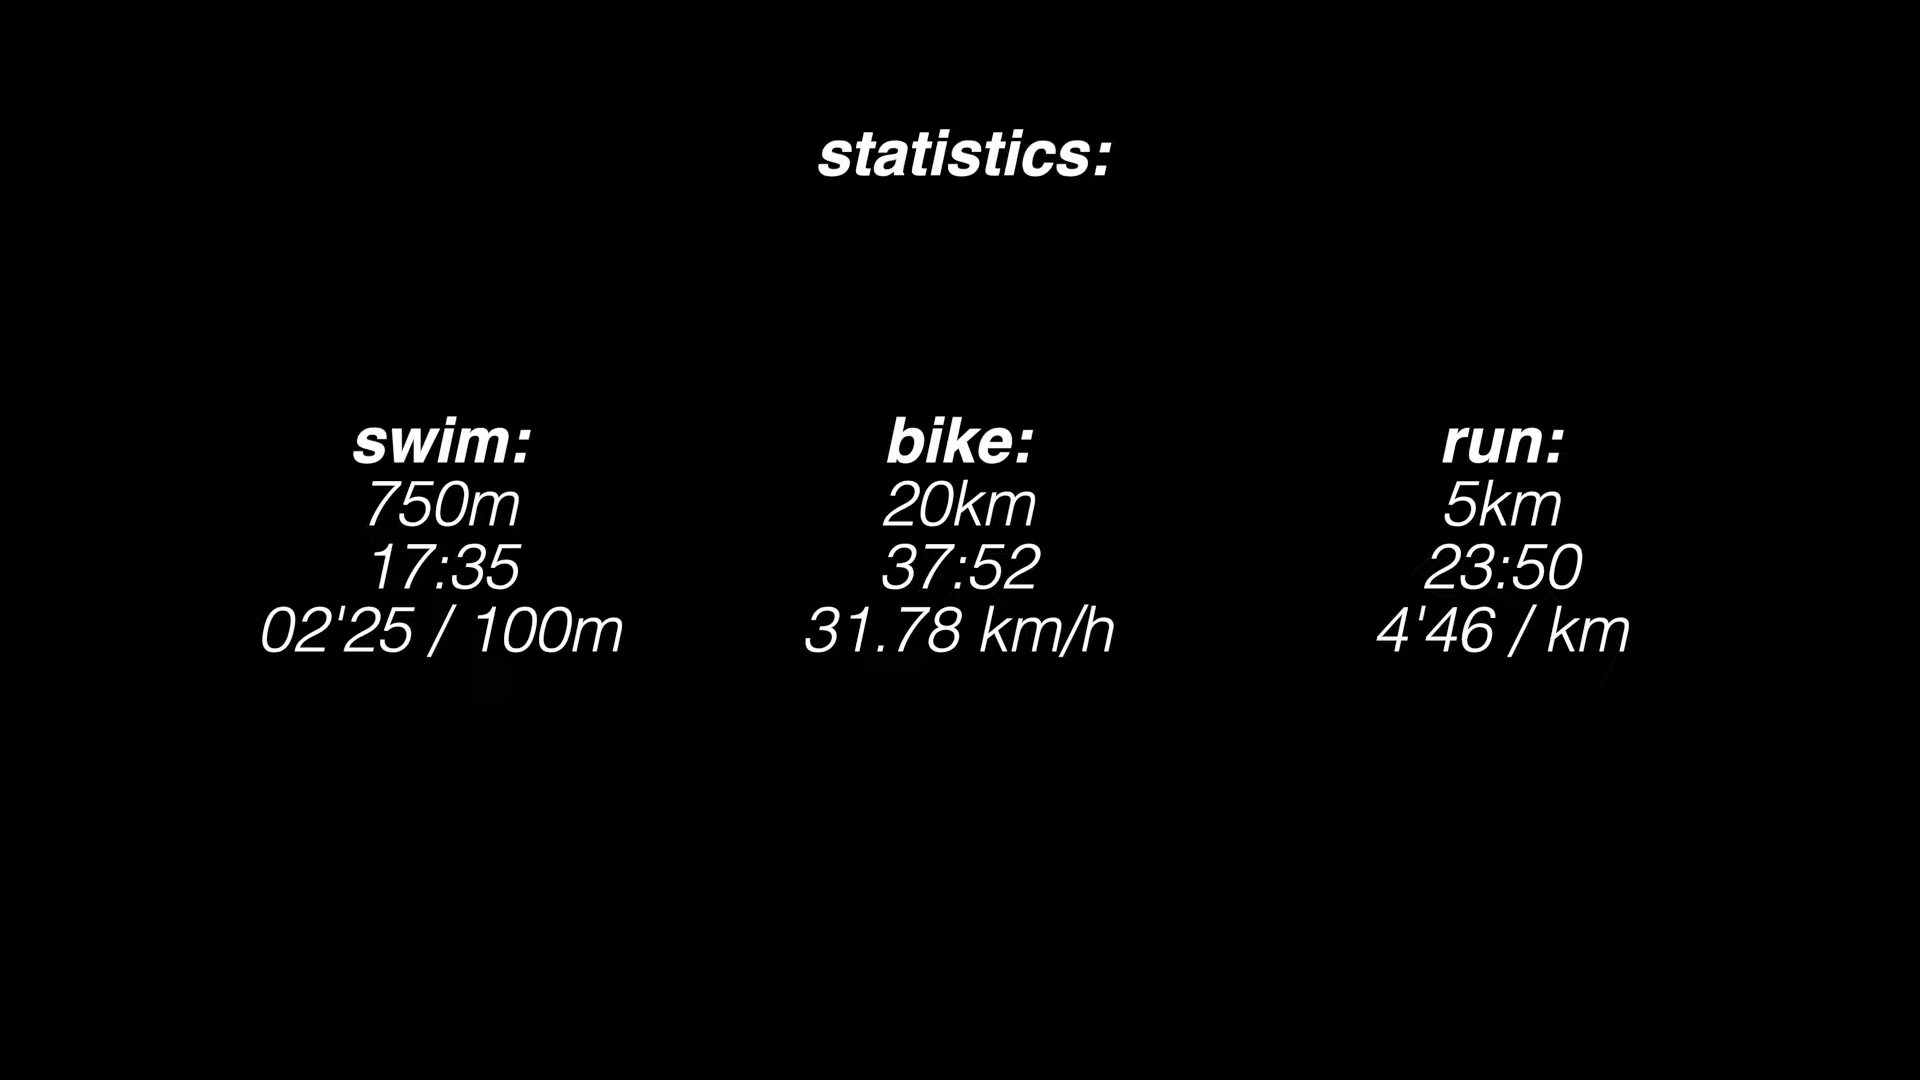 statistics:
swim:
750m
17:35
02'25 / 100m
bike:
20km
37:52
31.78 km/h
run:
5km
23:50
4'46 / km